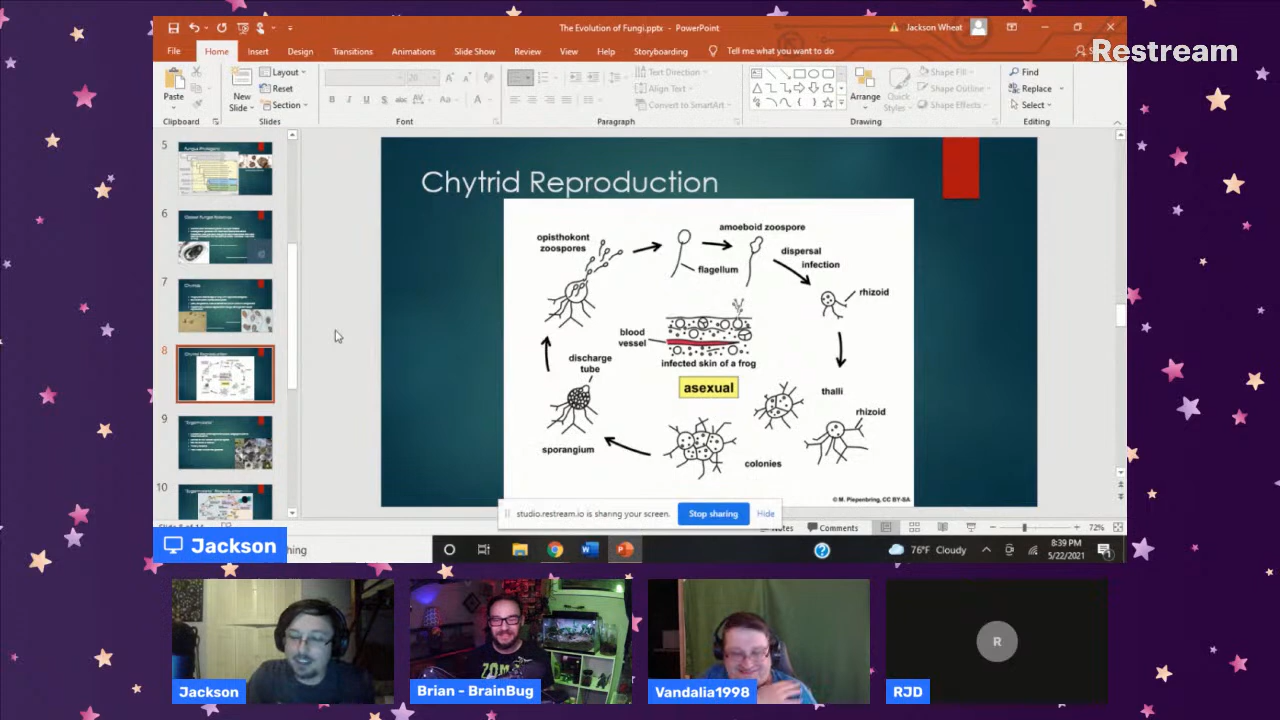 The Evolution of Fungi.pptx - PowerPoint
Jackson Wheat
Restream
File
Home
Insert
Design
Transitions
Animations
Slide Show
Review
View
Help
Storyboarding
Tell me what you want to do
Paste
New
Slide
Layout
Reset
Section
Text Direction
Align Text
Convert to SmartArt
Arrange
Quick
Styles
Shape Fill
Shape Outline
Shape Effects
Find
Replace
Select
Clipboard
Slides
Font
Paragraph
Drawing
Editing
5
6
7
8
9
10
Chytrid Reproduction
opisthokont
zoospores
amoeboid zoospore
flagellum
dispersal
infection
rhizoid
blood
vessel
infected skin of a frog
discharge
tube
asexual
thalli
rhizoid
sporangium
colonies
© M. Piepenbring, CC BY-SA
studio.restream.io is sharing your screen.
Stop sharing
Hide
Comments
72%
Jackson
76°F Cloudy
8:39 PM
5/22/2021
Jackson
Brian - BrainBug
Vandalia1998
R
RJD